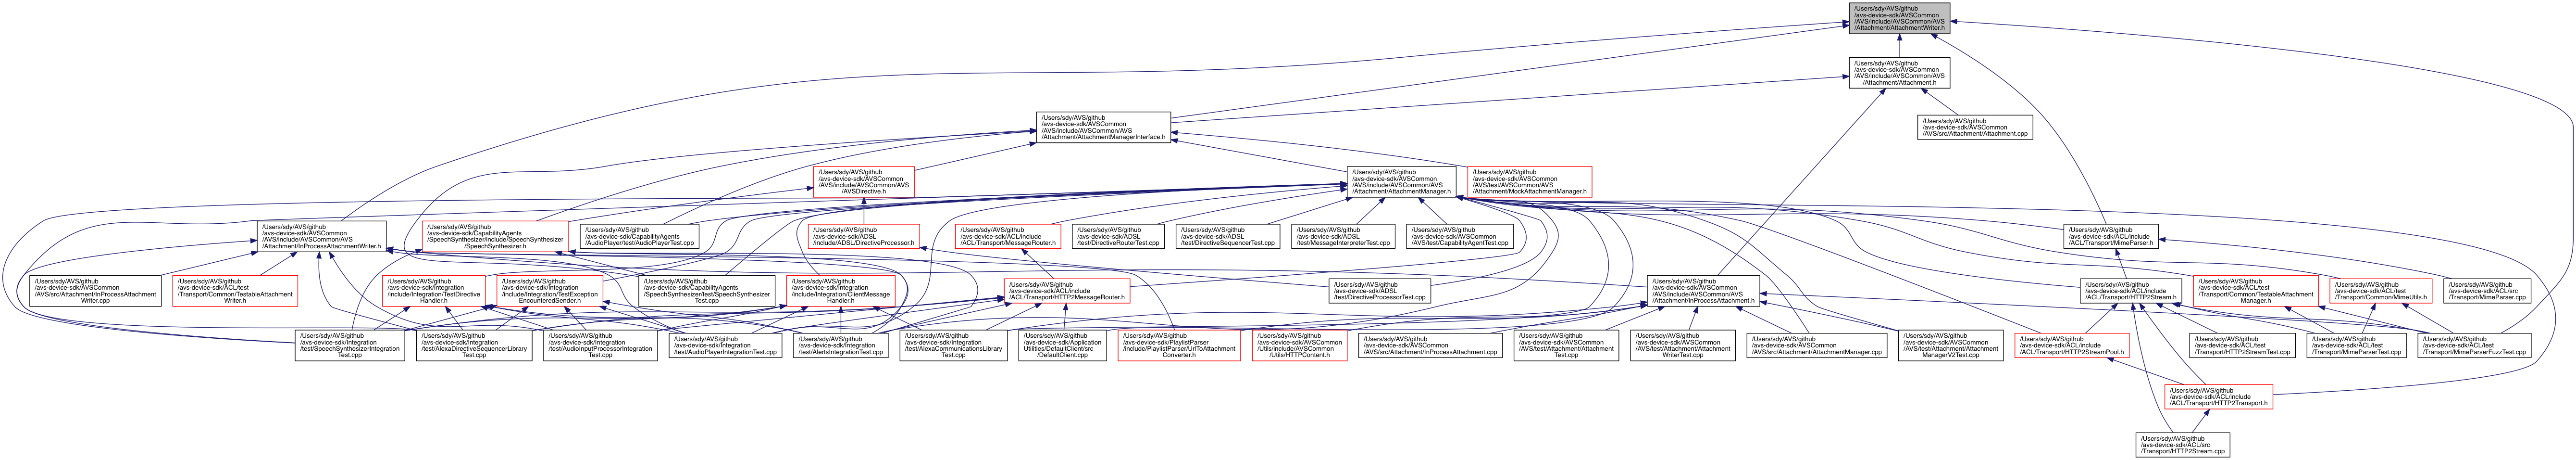 /Users/sdy/AVS/github
/avs-device-sdk/AVSCommon
/AVS/include/AVSCommon/AVS
/Attachment/AttachmentWriter.h
/Users/sdy/AVS/github
/avs-device-sdk/AVSCommon
/AVS/include/AVSCommon/AVS
/Attachment/Attachment.h
/Users/sdy/AVS/github
/avs-device-sdk/AVSCommon
/AVS/include/AVSCommon/AVS
/Attachment/AttachmentManagerInterface.h
/Users/sdy/AVS/github
/avs-device-sdk/AVSCommon
/AVS/src/Attachment/Attachment.cpp
/Users/sdy/AVS/github
/avs-device-sdk/AVSCommon
/AVS/include/AVSCommon/AVS
/AVSDirective.h
/Users/sdy/AVS/github
/avs-device-sdk/AVSCommon
/AVS/include/AVSCommon/AVS
/Attachment/AttachmentManager.h
/Users/sdy/AVS/github
/avs-device-sdk/AVSCommon
/AVS/test/AVSCommon/AVS
/Attachment/MockAttachmentManager.h
/Users/sdy/AVS/github
/avs-device-sdk/AVSCommon
/AVS/include/AVSCommon/AVS
/Attachment/InProcessAttachmentWriter.h
/Users/sdy/AVS/github
/avs-device-sdk/CapabilityAgents
/SpeechSynthesizer/include/SpeechSynthesizer
/SpeechSynthesizer.h
/Users/sdy/AVS/github
/avs-device-sdk/CapabilityAgents
/AudioPlayer/test/AudioPlayerTest.cpp
/Users/sdy/AVS/github
/avs-device-sdk/ADSL
/include/ADSL/DirectiveProcessor.h
/Users/sdy/AVS/github
/avs-device-sdk/ACL/include
/ACL/Transport/MessageRouter.h
/Users/sdy/AVS/github
/avs-device-sdk/ADSL
/test/DirectiveRouterTest.cpp
/Users/sdy/AVS/github
/avs-device-sdk/ADSL
/test/DirectiveSequencerTest.cpp
/Users/sdy/AVS/github
/avs-device-sdk/ADSL
/test/MessageInterpreterTest.cpp
/Users/sdy/AVS/github
/avs-device-sdk/AVSCommon
/AVS/test/CapabilityAgentTest.cpp
/Users/sdy/AVS/github
/avs-device-sdk/ACL/include
/ACL/Transport/MimeParser.h
/Users/sdy/AVS/github
/avs-device-sdk/AVSCommon
/AVS/src/Attachment/InProcessAttachment
Writer.cpp
/Users/sdy/AVS/github
/avs-device-sdk/ACL/test
/Transport/Common/TestableAttachment
Writer.h
/Users/sdy/AVS/github
/avs-device-sdk/Integration
/include/Integration/TestDirective
Handler.h
/Users/sdy/AVS/github
/avs-device-sdk/Integration
/include/Integration/TestException
EncounteredSender.h
/Users/sdy/AVS/github
/avs-device-sdk/CapabilityAgents
/SpeechSynthesizer/test/SpeechSynthesizer
Test.cpp
/Users/sdy/AVS/github
/avs-device-sdk/Integration
/include/Integration/ClientMessage
Handler.h
/Users/sdy/AVS/github
/avs-device-sdk/ACL/include
/ACL/Transport/HTTP2MessageRouter.h
/Users/sdy/AVS/github
/avs-device-sdk/ADSL
/test/DirectiveProcessorTest.cpp
/Users/sdy/AVS/github
/avs-device-sdk/AVSCommon
/AVS/include/AVSCommon/AVS
/Attachment/InProcessAttachment.h
/Users/sdy/AVS/github
/avs-device-sdk/ACL/include
/ACL/Transport/HTTP2Stream.h
/Users/sdy/AVS/github
/avs-device-sdk/ACL/test
/Transport/Common/TestableAttachment
Manager.h
/Users/sdy/AVS/github
/avs-device-sdk/ACL/test
/Transport/Common/MimeUtils.h
/Users/sdy/AVS/github
/avs-device-sdk/ACL/src
/Transport/MimeParser.cpp
/Users/sdy/AVS/github
/avs-device-sdk/Integration
/test/SpeechSynthesizerIntegration
Test.cpp
/Users/sdy/AVS/github
/avs-device-sdk/Integration
/test/AlexaDirectiveSequencerLibrary
Test.cpp
/Users/sdy/AVS/github
/avs-device-sdk/Integration
/test/AudioInputProcessorIntegration
Test.cpp
/Users/sdy/AVS/github
/avs-device-sdk/Integration
/test/AudioPlayerIntegrationTest.cpp
/Users/sdy/AVS/github
/avs-device-sdk/Integration
/test/AlertsIntegrationTest.cpp
/Users/sdy/AVS/github
/avs-device-sdk/Integration
/test/AlexaCommunicationsLibrary
Test.cpp
/Users/sdy/AVS/github
/avs-device-sdk/Application
Utilities/DefaultClient/src
/DefaultClient.cpp
/Users/sdy/AVS/github
/avs-device-sdk/PlaylistParser
/include/PlaylistParser/UrlToAttachment
Converter.h
/Users/sdy/AVS/github
/avs-device-sdk/AVSCommon
/Utils/include/AVSCommon
/Utils/HTTPContent.h
/Users/sdy/AVS/github
/avs-device-sdk/AVSCommon
/AVS/src/Attachment/InProcessAttachment.cpp
/Users/sdy/AVS/github
/avs-device-sdk/AVSCommon
/AVS/test/Attachment/Attachment
Test.cpp
/Users/sdy/AVS/github
/avs-device-sdk/AVSCommon
/AVS/test/Attachment/Attachment
WriterTest.cpp
/Users/sdy/AVS/github
/avs-device-sdk/AVSCommon
/AVS/src/Attachment/AttachmentManager.cpp
/Users/sdy/AVS/github
/avs-device-sdk/AVSCommon
/AVS/test/Attachment/Attachment
ManagerV2Test.cpp
/Users/sdy/AVS/github
/avs-device-sdk/ACL/include
/ACL/Transport/HTTP2StreamPool.h
/Users/sdy/AVS/github
/avs-device-sdk/ACL/test
/Transport/HTTP2StreamTest.cpp
/Users/sdy/AVS/github
/avs-device-sdk/ACL/test
/Transport/MimeParserTest.cpp
/Users/sdy/AVS/github
/avs-device-sdk/ACL/test
/Transport/MimeParserFuzzTest.cpp
/Users/sdy/AVS/github
/avs-device-sdk/ACL/include
/ACL/Transport/HTTP2Transport.h
/Users/sdy/AVS/github
/avs-device-sdk/ACL/src
/Transport/HTTP2Stream.cpp